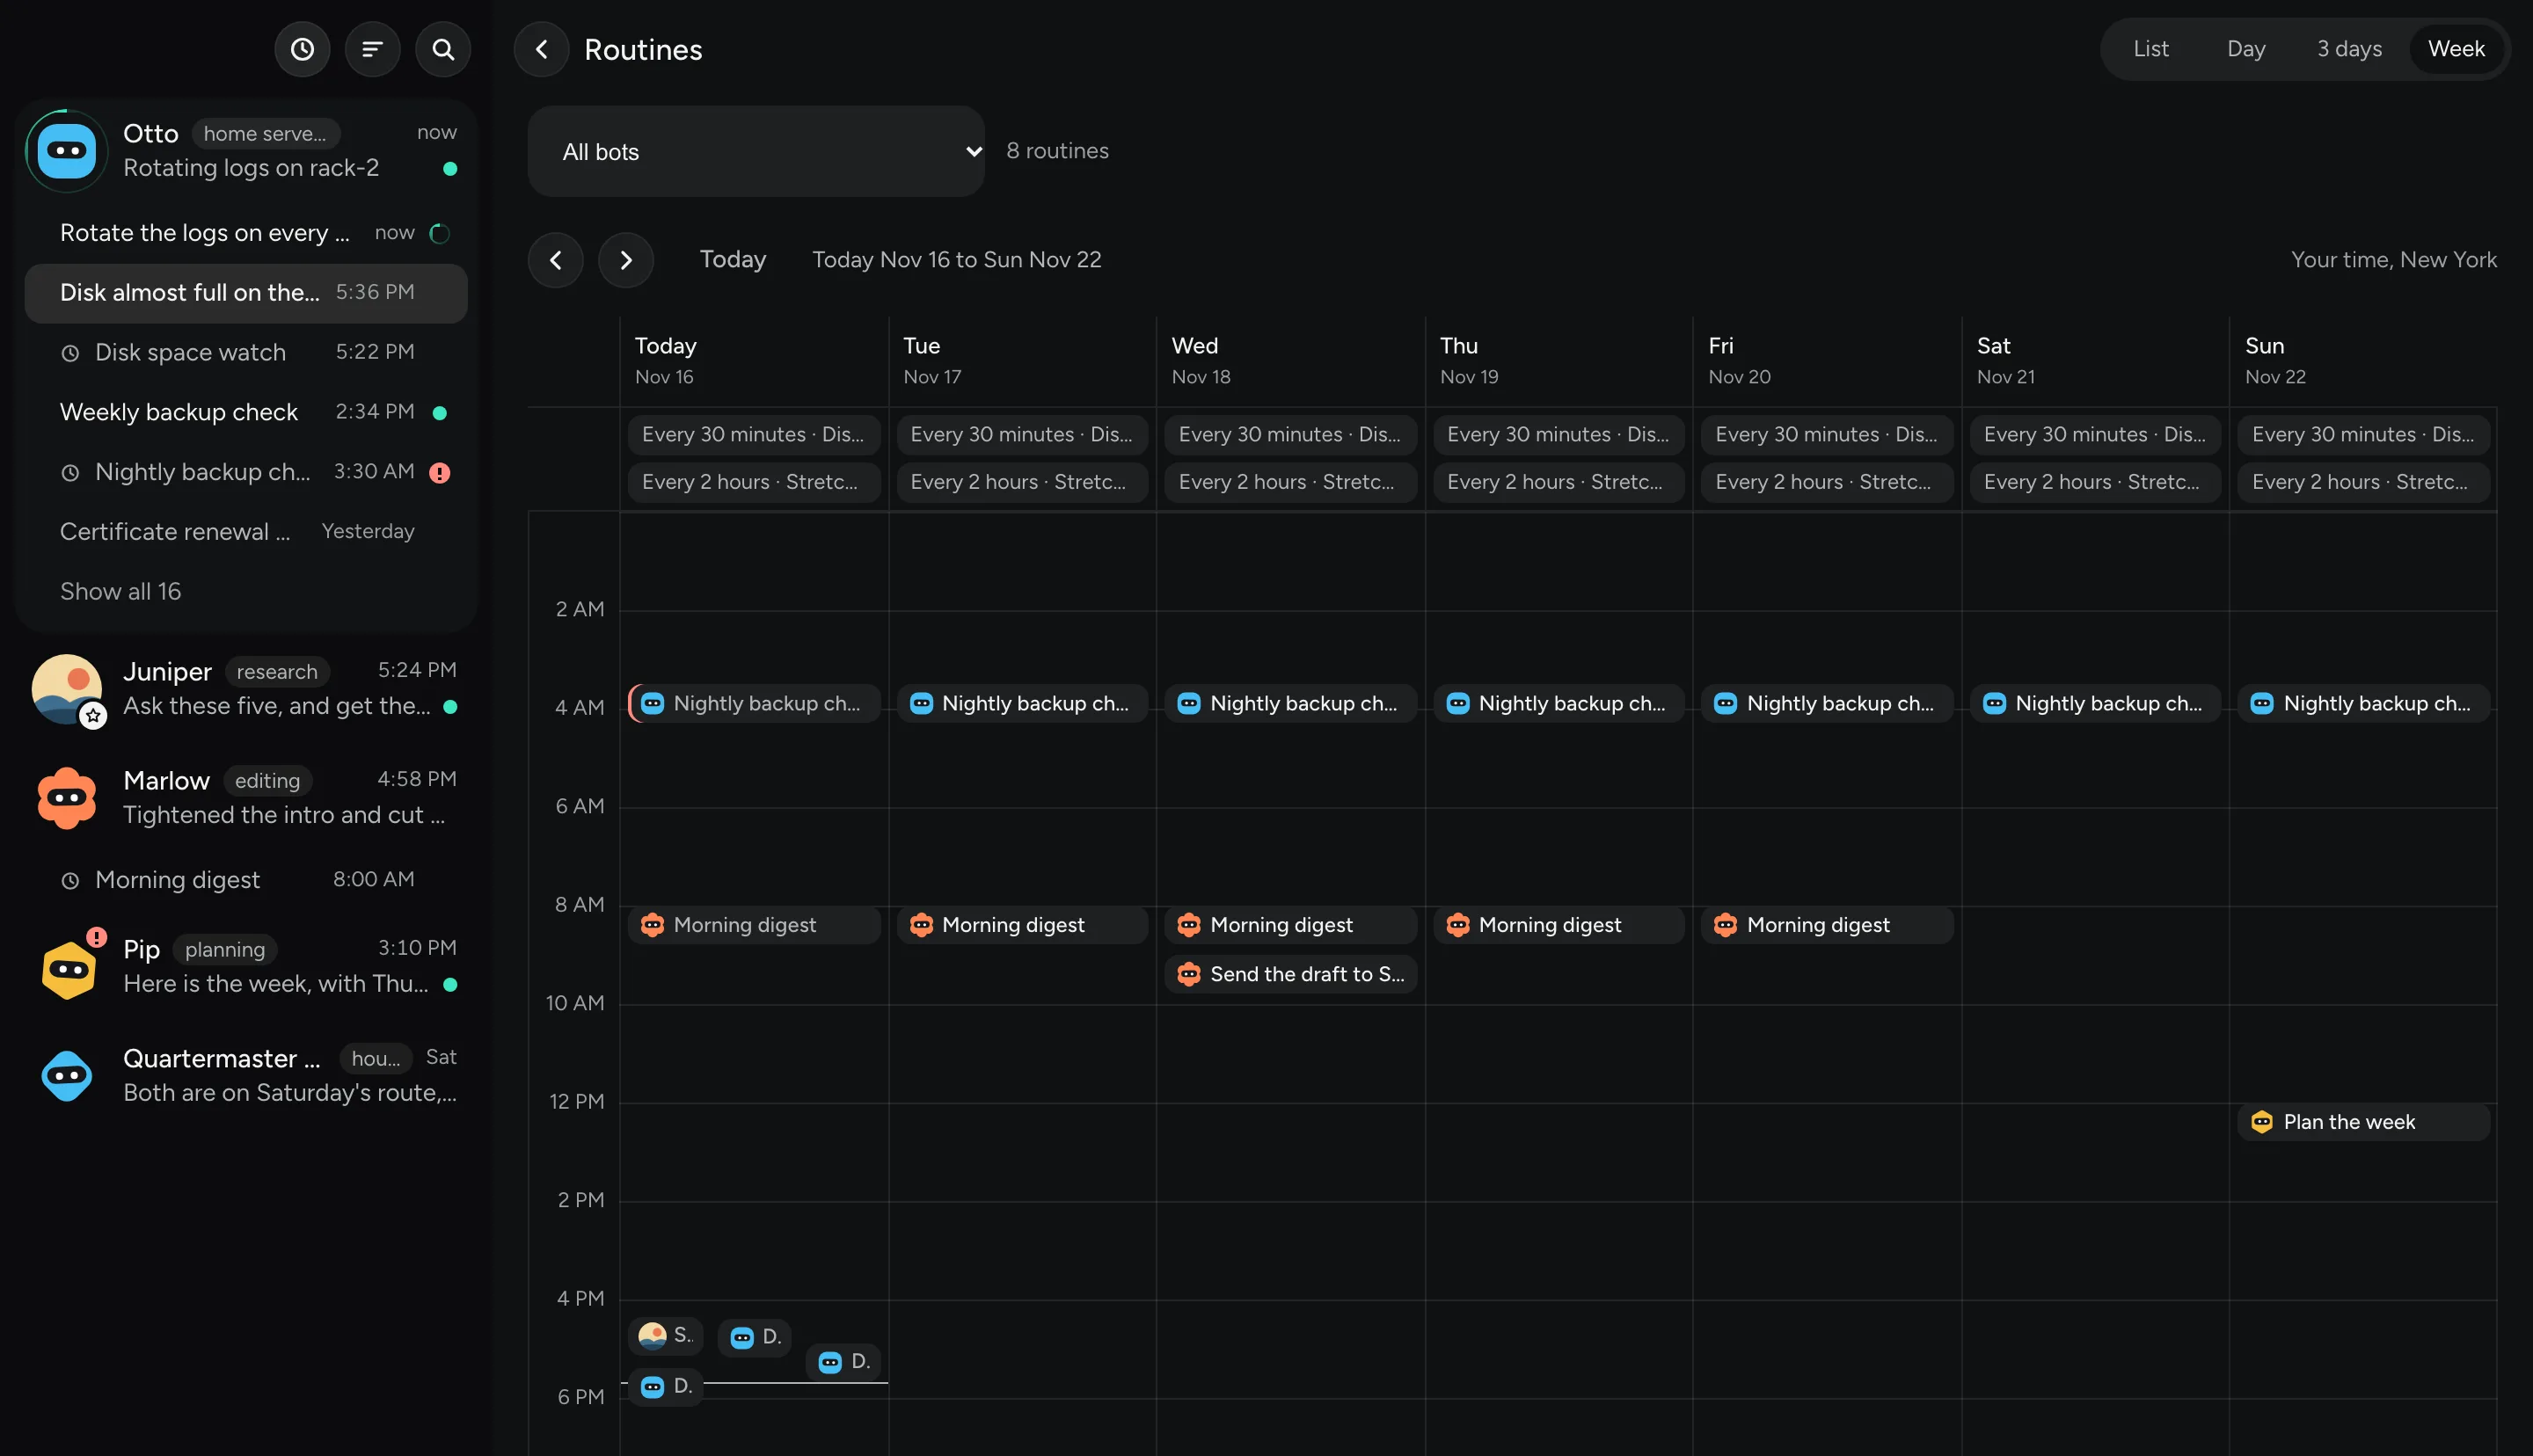 Routines
List Day 3 days Week
Otto home serve... now
Rotating logs on rack-2
Rotate the logs on every ... now
Disk almost full on the... 5:36 PM
Disk space watch 5:22 PM
Weekly backup check 2:34 PM
Nightly backup ch... 3:30 AM
Certificate renewal ... Yesterday
Show all 16
Juniper research 5:24 PM
Ask these five, and get the...
Marlow editing 4:58 PM
Tightened the intro and cut ...
Morning digest 8:00 AM
Pip planning 3:10 PM
Here is the week, with Thu...
Quartermaster ... hou... Sat
Both are on Saturday's route,...
All bots 8 routines
Today Today Nov 16 to Sun Nov 22 Your time, New York
Today Tue Wed Thu Fri Sat Sun
Nov 16 Nov 17 Nov 18 Nov 19 Nov 20 Nov 21 Nov 22
Every 30 minutes · Dis... Every 30 minutes · Dis... Every 30 minutes · Dis... Every 30 minutes · Dis... Every 30 minutes · Dis... Every 30 minutes · Dis... Every 30 minutes · Dis...
Every 2 hours · Stretc... Every 2 hours · Stretc... Every 2 hours · Stretc... Every 2 hours · Stretc... Every 2 hours · Stretc... Every 2 hours · Stretc... Every 2 hours · Stretc...
2 AM
4 AM Nightly backup ch... Nightly backup ch... Nightly backup ch... Nightly backup ch... Nightly backup ch... Nightly backup ch... Nightly backup ch...
6 AM
8 AM
Morning digest Morning digest Morning digest Morning digest Morning digest
Send the draft to S...
10 AM
12 PM
Plan the week
2 PM
4 PM
S.. D.
D.
D.
6 PM